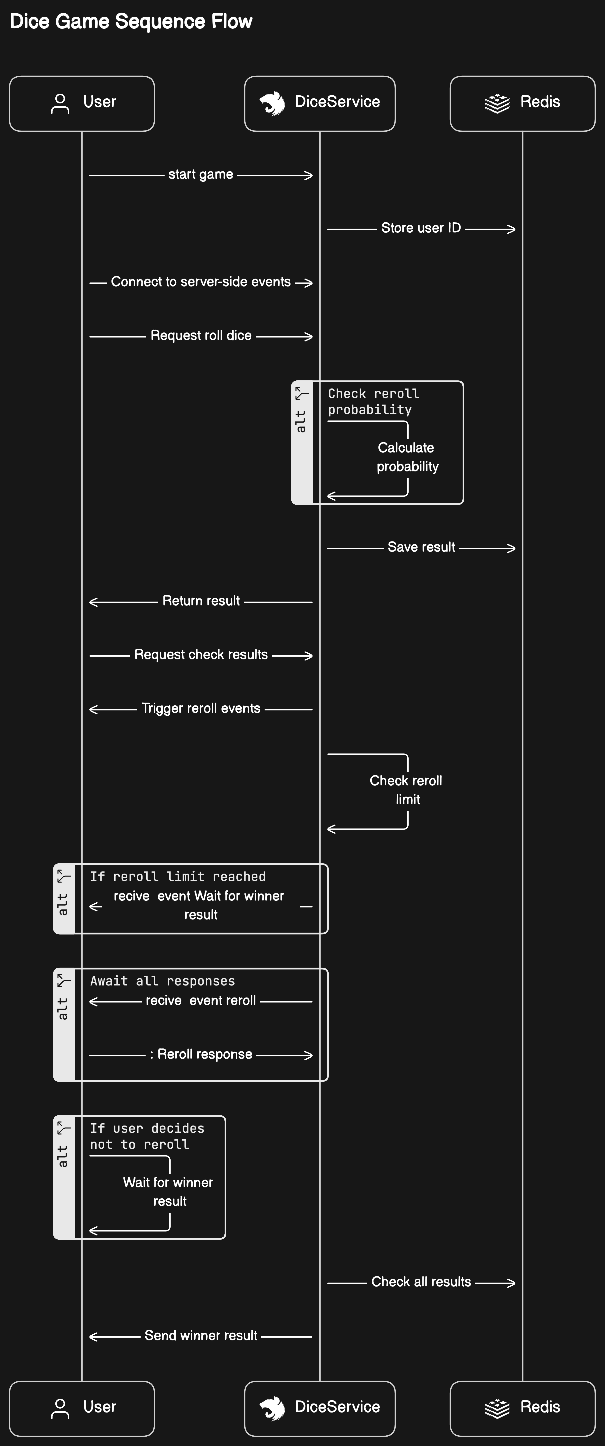 Dice Game Sequence Flow
User
DiceService
Redis
start game
Store user ID
Connect to server-side events
Request roll dice
alt
Check reroll
probability
Calculate
probability
Save result
Return result
Request check results
Trigger reroll events
Check reroll
limit
alt
If reroll limit reached
recive event Wait for winner
result
alt
Await all responses
recive event reroll
: Reroll response
alt
If user decides
not to reroll
Wait for winner
result
Check all results
Send winner result
User
DiceService
Redis